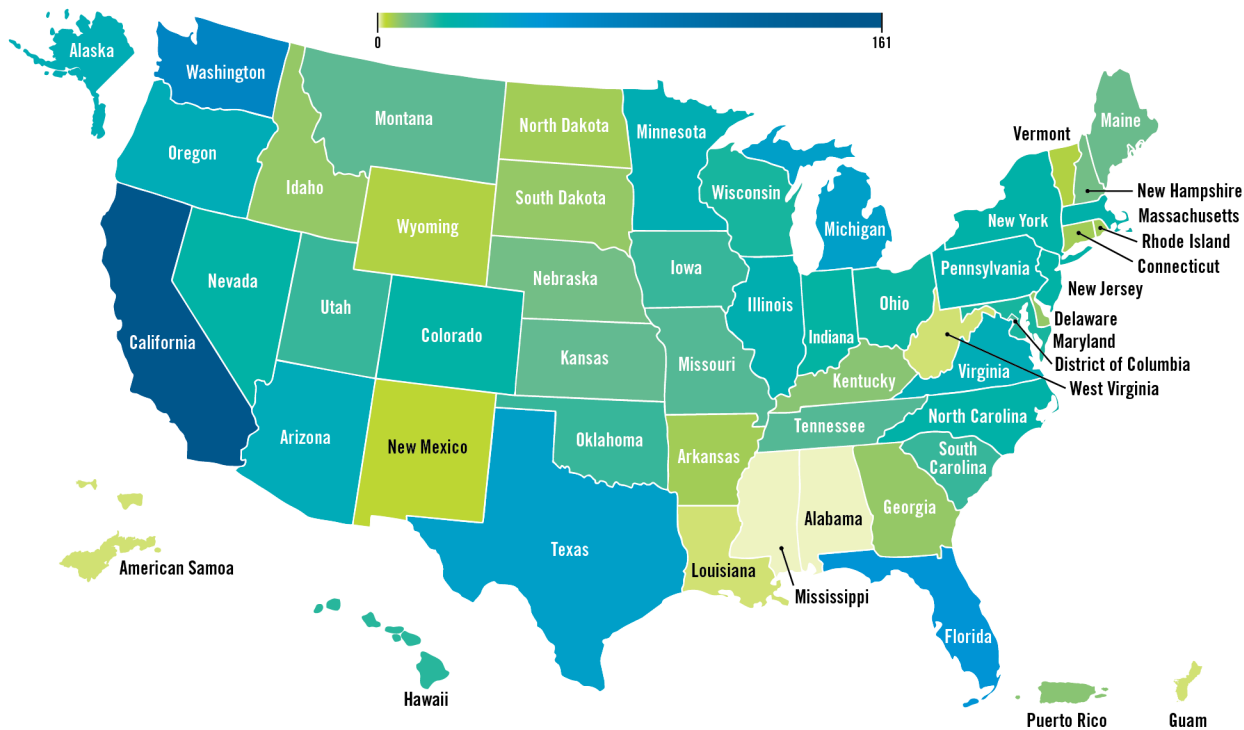 0
161
Alaska
Washington
Montana
North Dakota
Minnesota
Maine
Vermont
Oregon
Idaho
South Dakota
Wisconsin
New Hampshire
Wyoming
Michigan
New York
Massachusetts
Rhode Island
Connecticut
Nevada
Utah
Nebraska
Iowa
Pennsylvania
New Jersey
Illinois
Indiana
Ohio
Delaware
Maryland
California
Colorado
Kansas
Missouri
District of Columbia
Virginia
West Virginia
Kentucky
Arizona
New Mexico
Oklahoma
Tennessee
North Carolina
Arkansas
South
Carolina
Georgia
Alabama
Texas
Louisiana
American Samoa
Mississippi
Florida
Hawaii
Puerto Rico
Guam